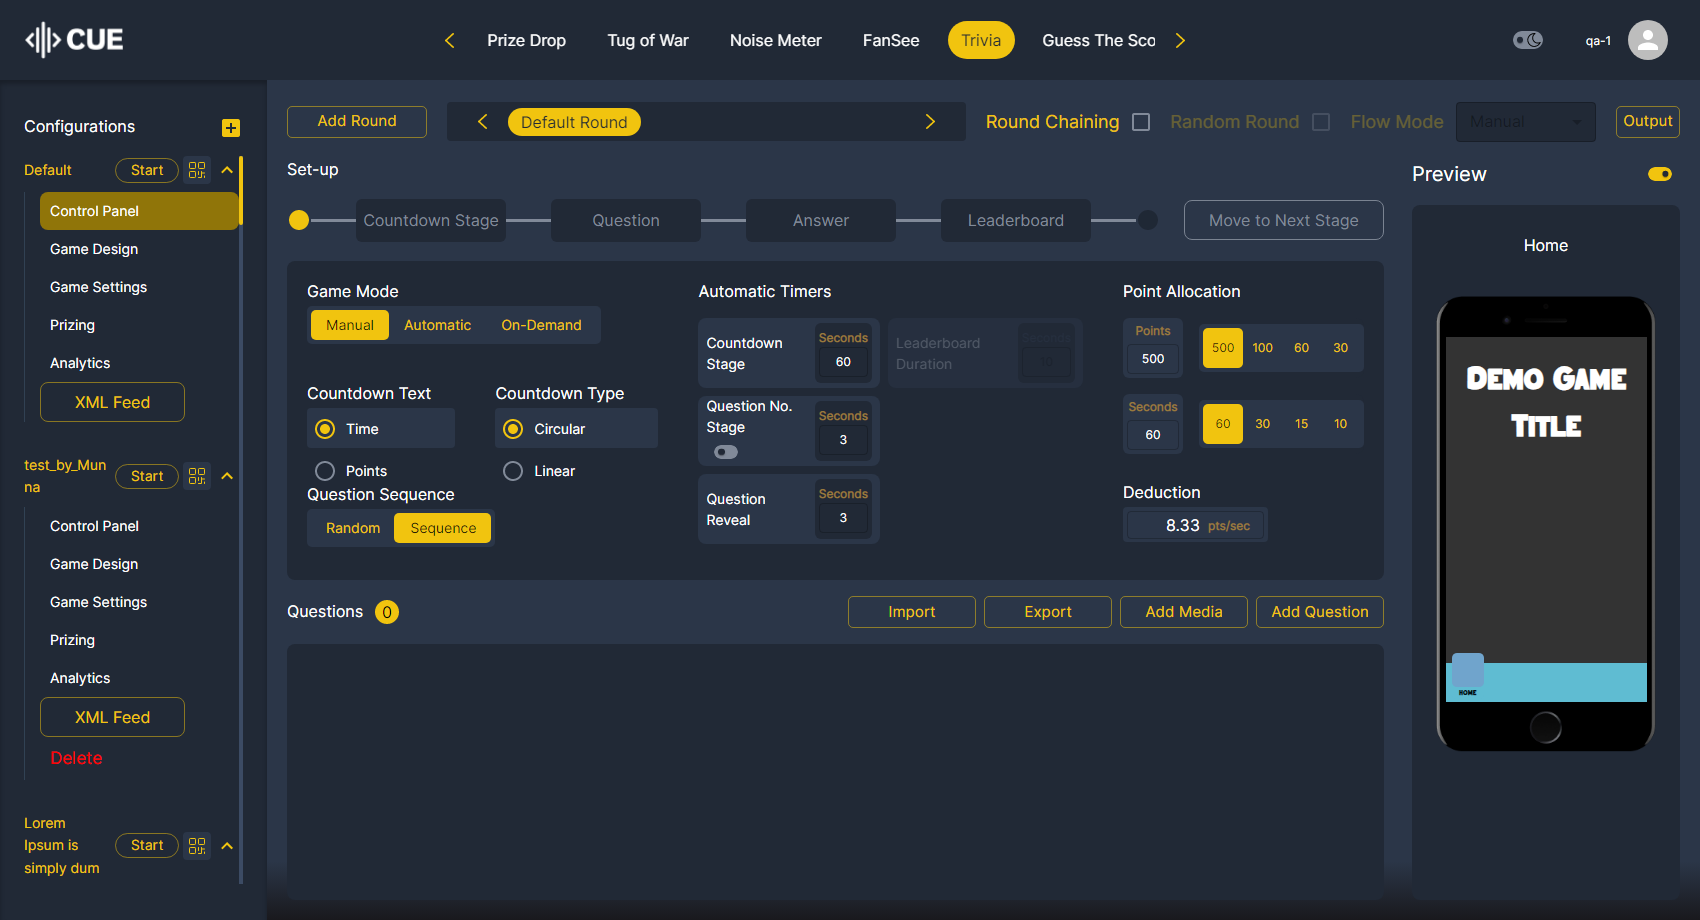 CUE
Prize Drop
Tug of War
Noise Meter
FanSee
Trivia
Guess The Sco
qa-1
Configurations
Default
Start
Control Panel
Game Design
Game Settings
Prizing
Analytics
XML Feed
test_by_Mun
na
Start
Control Panel
Game Design
Game Settings
Prizing
Analytics
XML Feed
Delete
Lorem
Ipsum is
simply dum
Start
Add Round
Default Round
Round Chaining
Random Round
Flow Mode
Manual
Output
Set-up
Countdown Stage
Question
Answer
Leaderboard
Move to Next Stage
Game Mode
Manual
Automatic
On-Demand
Countdown Text
Time
Points
Countdown Type
Circular
Linear
Question Sequence
Random
Sequence
Automatic Timers
Countdown
Stage
Seconds
60
Leaderboard
Duration
Seconds
10
Question No.
Stage
Seconds
3
Question
Reveal
Seconds
3
Point Allocation
Points
500
500
100
60
30
Seconds
60
60
30
15
10
Deduction
8.33 pts/sec
Questions 0
Import
Export
Add Media
Add Question
Preview
Home
DEMO GAME
TITLE
HOME